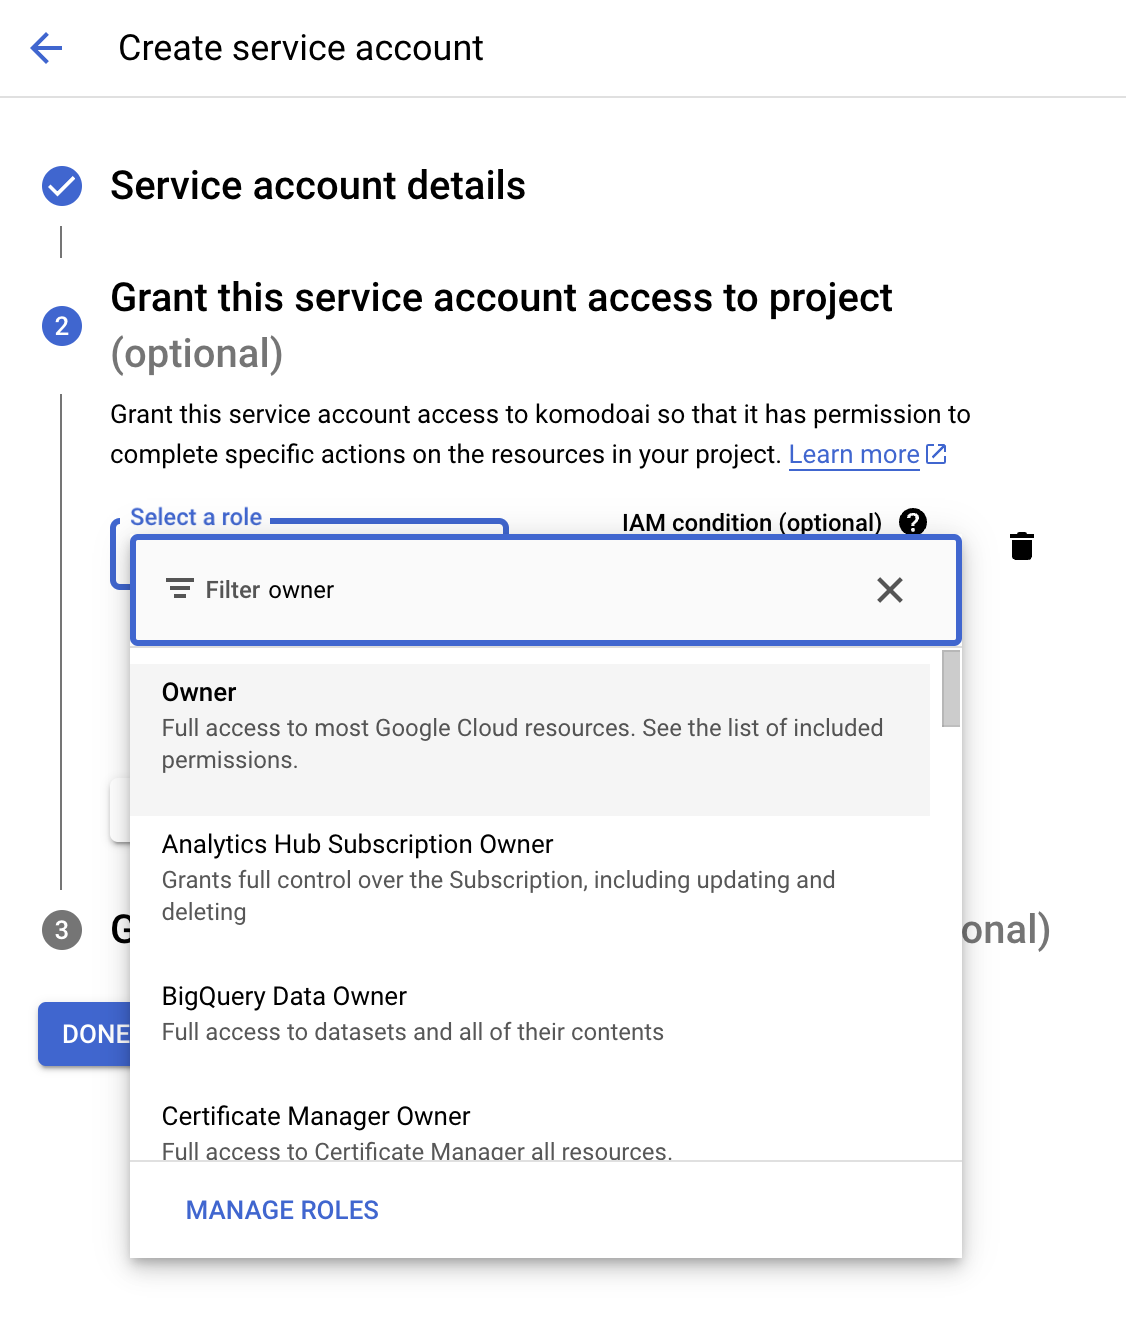 Create service account
Service account details
2
Grant this service account access to project
(optional)
Grant this service account access to komodoai so that it has permission to
complete specific actions on the resources in your project. Learn more
Select a role
IAM condition (optional) ?
Filter owner
Owner
Full access to most Google Cloud resources. See the list of included
permissions.
Analytics Hub Subscription Owner
Grants full control over the Subscription, including updating and
deleting
3 G onal)
BigQuery Data Owner
Full access to datasets and all of their contents
DONE
Certificate Manager Owner
Full access to Certificate Manager all resources.
MANAGE ROLES